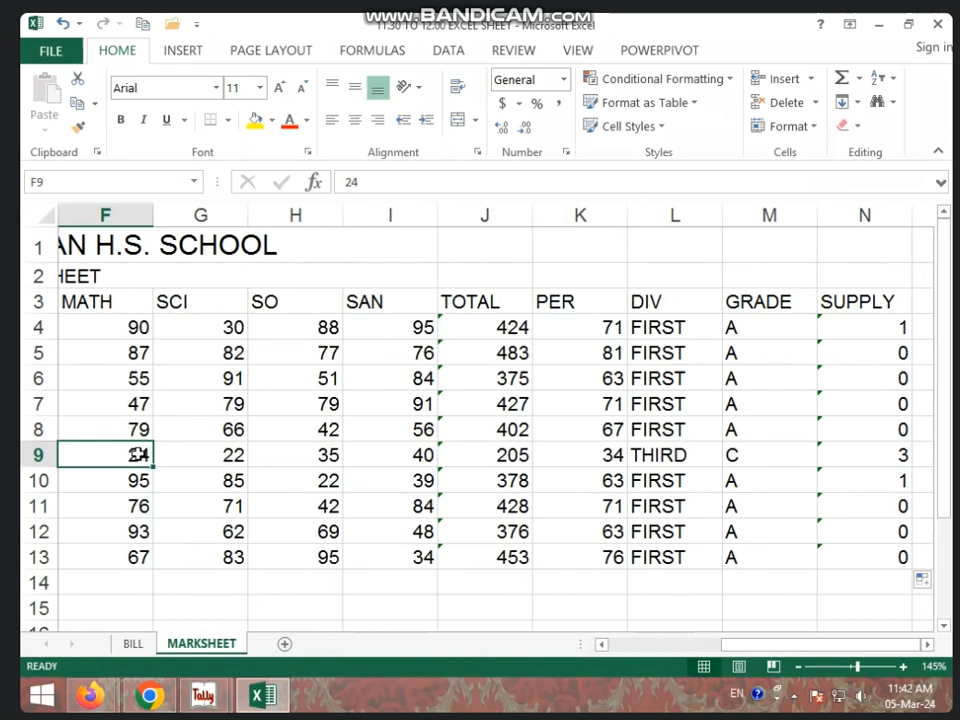 www.BANDICAM.com
11.30 TO 12.00 EXCEL SHEET - Microsoft Excel
?
FILE HOME INSERT PAGE LAYOUT FORMULAS DATA REVIEW VIEW POWERPIVOT Sign in
Arial 11 General Conditional Formatting Insert
Paste B I U A $ % , Format as Table Delete
Cell Styles Format
Clipboard Font Alignment Number Styles Cells Editing
F9 fx 24
F G H I J K L M N
1 AN H.S. SCHOOL
2 HEET
3 MATH SCI SO SAN TOTAL PER DIV GRADE SUPPLY
4 90 30 88 95 424 71 FIRST A 1
5 87 82 77 76 483 81 FIRST A 0
6 55 91 51 84 375 63 FIRST A 0
7 47 79 79 91 427 71 FIRST A 0
8 79 66 42 56 402 67 FIRST A 0
9 24 22 35 40 205 34 THIRD C 3
10 95 85 22 39 378 63 FIRST A 1
11 76 71 42 84 428 71 FIRST A 0
12 93 62 69 48 376 63 FIRST A 0
13 67 83 95 34 453 76 FIRST A 0
14
15
BILL MARKSHEET
READY 145%
Tally EN 11:42 AM
05-Mar-24